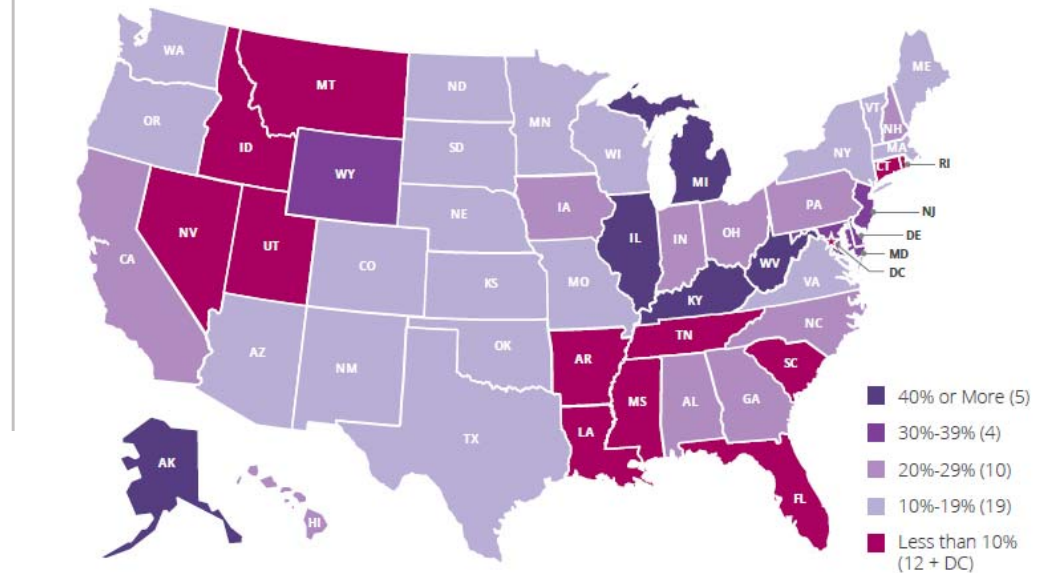 WA
MT
ND
ME
OR
ID
MN
VT
NH
SD
WI
NY
MA
WY
CT
RI
MI
NE
IA
PA
NJ
NV
UT
IL
IN
OH
DE
CA
CO
WV
MD
KS
MO
DC
KY
VA
NC
AZ
OK
TN
NM
AR
SC
MS
AL
GA
LA
TX
AK
FL
HI
40% or More (5)
30%-39% (4)
20%-29% (10)
10%-19% (19)
Less than 10%
(12 + DC)